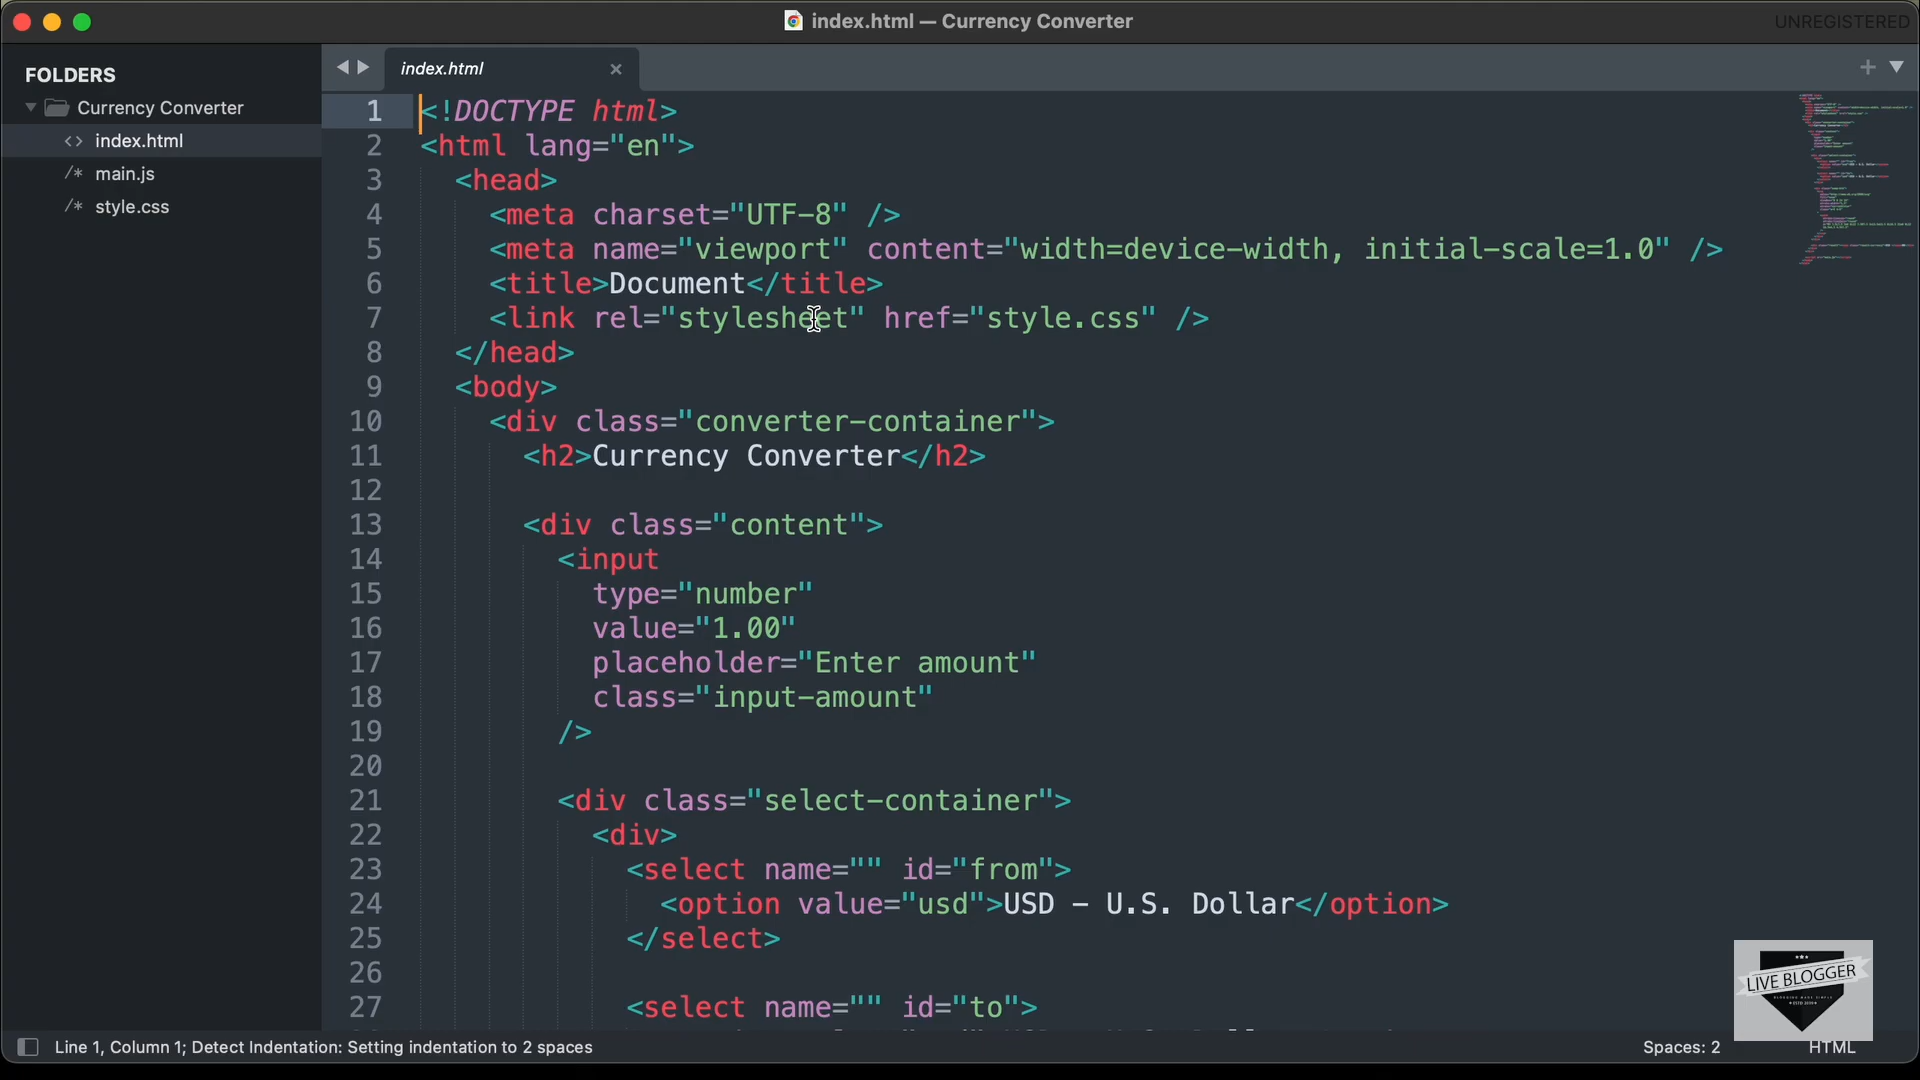 index.html — Currency Converter
UNREGISTERED
FOLDERS
Currency Converter
<> index.html
/* main.js
/* style.css
index.html
1 <!DOCTYPE html>
2 <html lang="en">
3 <head>
4 <meta charset="UTF-8" />
5 <meta name="viewport" content="width=device-width, initial-scale=1.0" />
6 <title>Document</title>
7 <link rel="stylesheet" href="style.css" />
8 </head>
9 <body>
10 <div class="converter-container">
11 <h2>Currency Converter</h2>
12
13 <div class="content">
14 <input
15 type="number"
16 value="1.00"
17 placeholder="Enter amount"
18 class="input-amount"
19 />
20
21 <div class="select-container">
22 <div>
23 <select name="" id="from">
24 <option value="usd">USD - U.S. Dollar</option>
25 </select>
26
27 <select name="" id="to">
LIVE BLOGGER
Line 1, Column 1; Detect Indentation: Setting indentation to 2 spaces
Spaces: 2
HTML